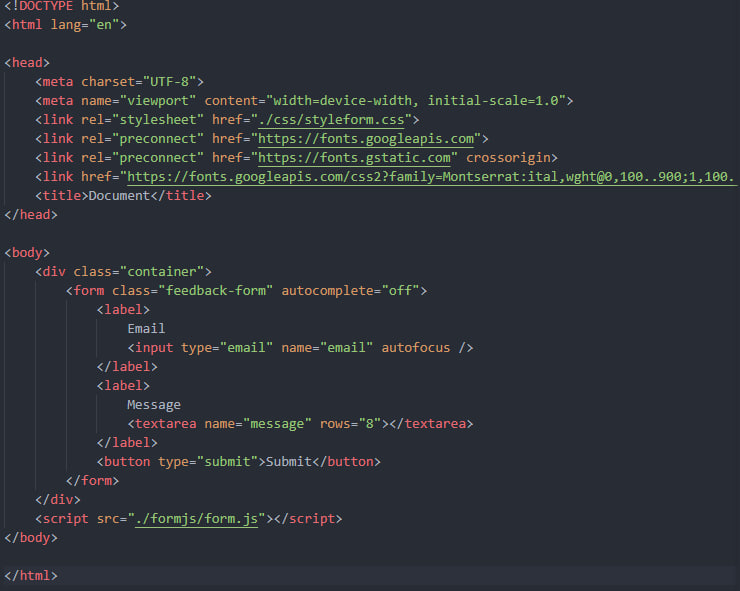 <!DOCTYPE html>
<html lang="en">

<head>
    <meta charset="UTF-8">
    <meta name="viewport" content="width=device-width, initial-scale=1.0">
    <link rel="stylesheet" href="./css/styleform.css">
    <link rel="preconnect" href="https://fonts.googleapis.com">
    <link rel="preconnect" href="https://fonts.gstatic.com" crossorigin>
    <link href="https://fonts.googleapis.com/css2?family=Montserrat:ital,wght@0,100..900;1,100.
    <title>Document</title>
</head>

<body>
    <div class="container">
        <form class="feedback-form" autocomplete="off">
            <label>
                Email
                <input type="email" name="email" autofocus />
            </label>
            <label>
                Message
                <textarea name="message" rows="8"></textarea>
            </label>
            <button type="submit">Submit</button>
        </form>
    </div>
    <script src="./formjs/form.js"></script>
</body>

</html>